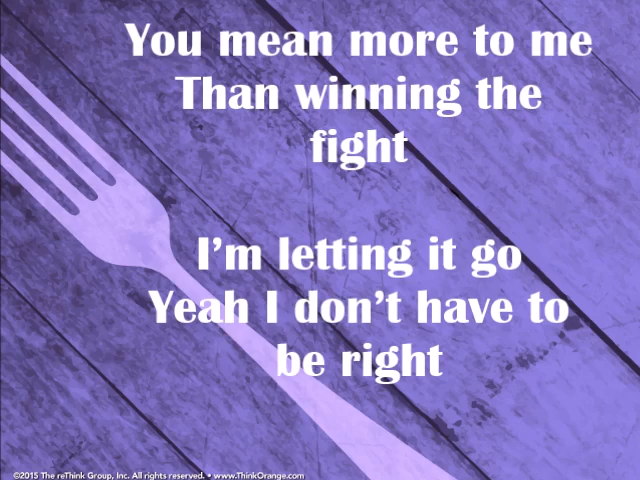 You mean more to me
Than winning the
fight
I’m letting it go
Yeah I don’t have to
be right
©2015 The reThink Group, Inc. All rights reserved. • www.ThinkOrange.com